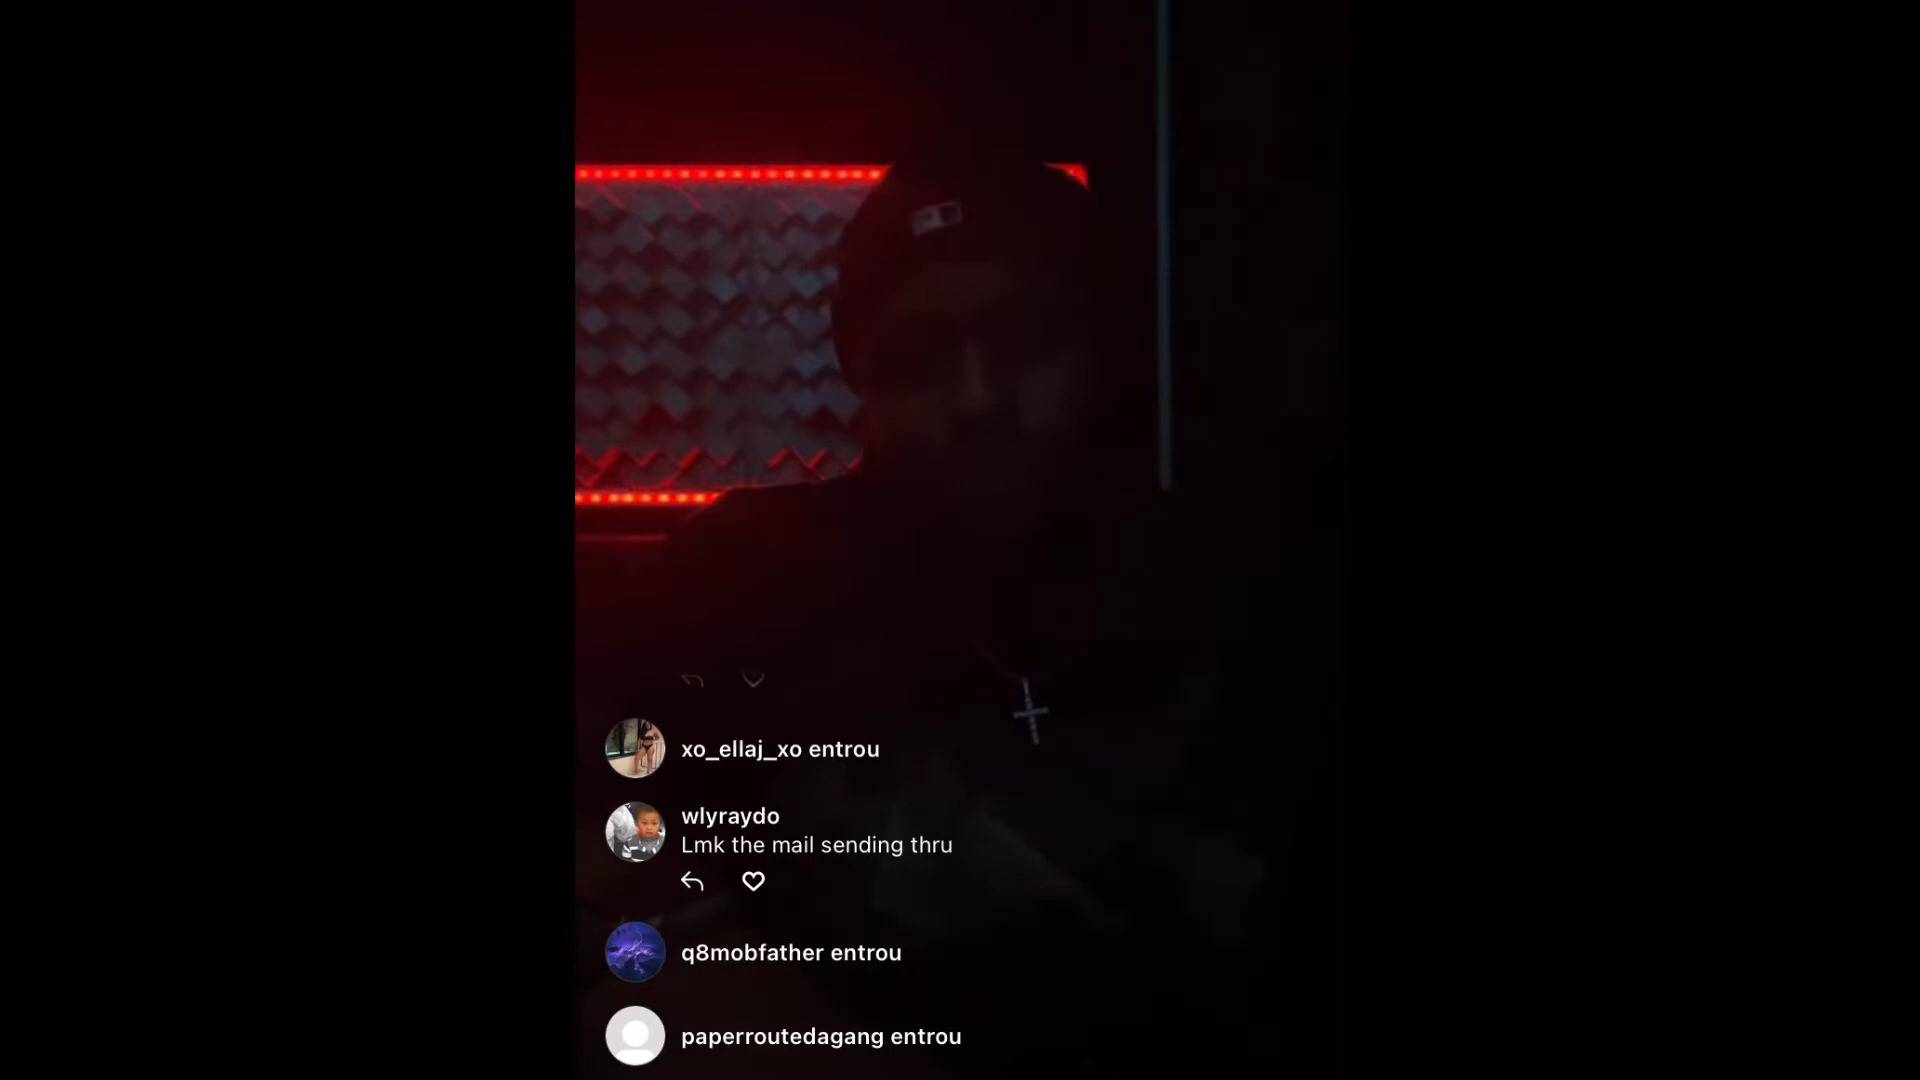 xo_ellaj_xo entrou
wlyraydo
Lmk the mail sending thru
q8mobfather entrou
paperroutedagang entrou